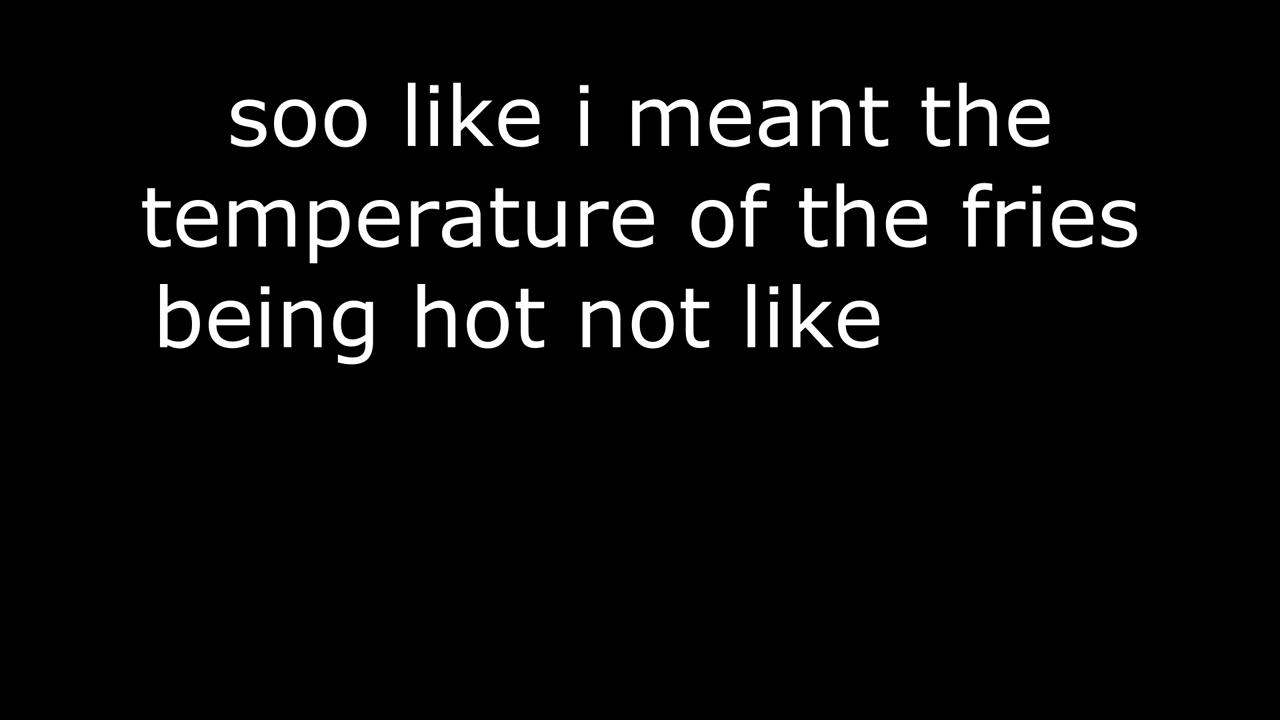 soo like i meant the
temperature of the fries
being hot not like